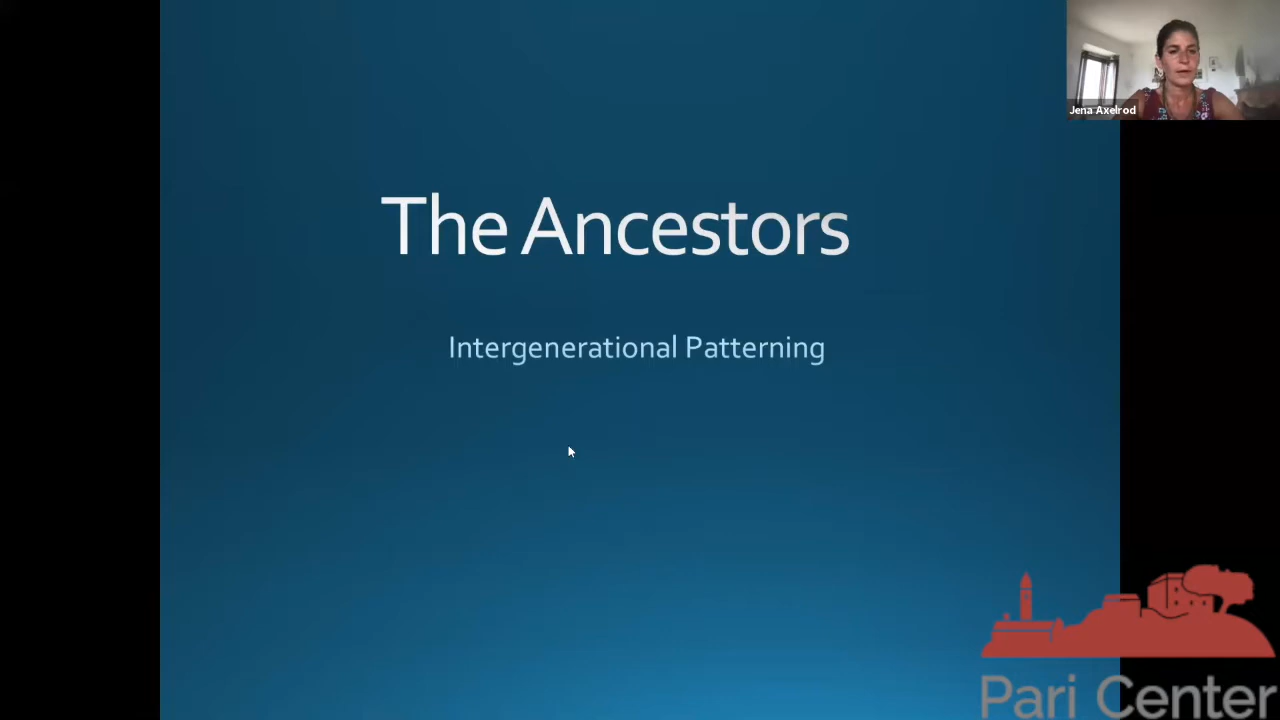 Jena Axelrod
The Ancestors
Intergenerational Patterning
Pari Center